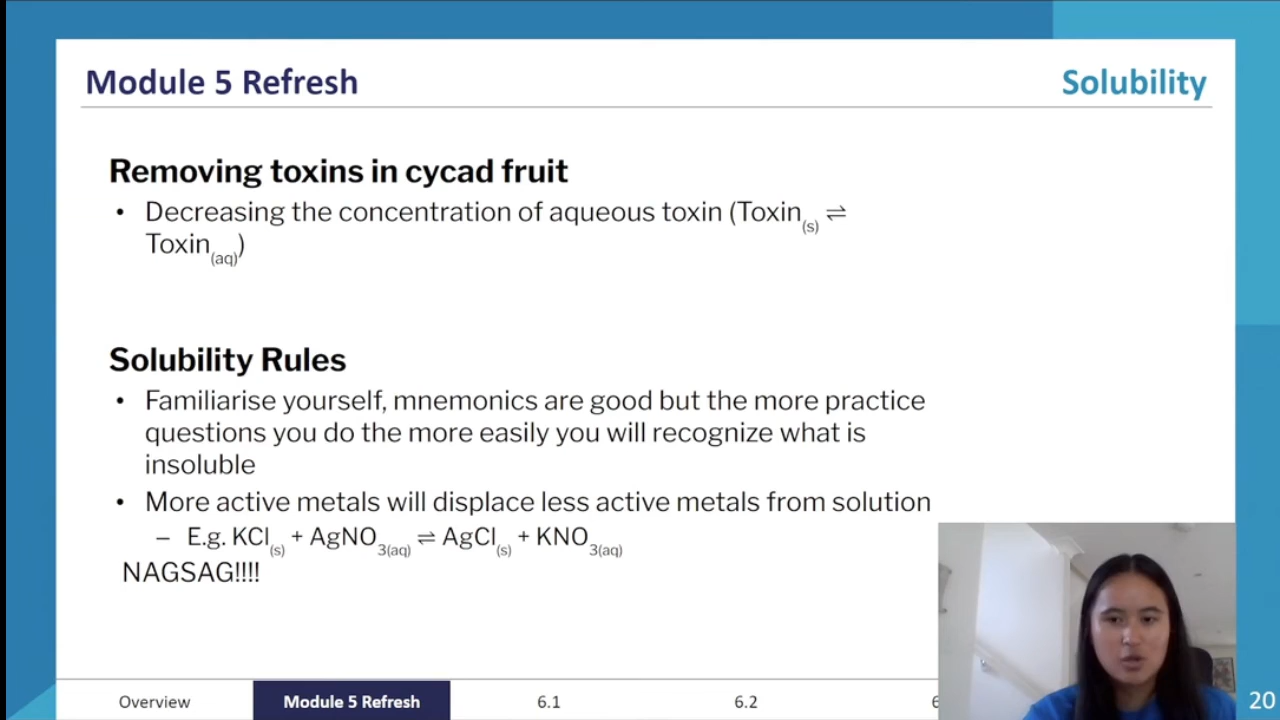 Module 5 Refresh
Solubility
Removing toxins in cycad fruit
• Decreasing the concentration of aqueous toxin (Toxin(s) ⇌
Toxin(aq))
Solubility Rules
• Familiarise yourself, mnemonics are good but the more practice
questions you do the more easily you will recognize what is
insoluble
• More active metals will displace less active metals from solution
– E.g. KCl(s) + AgNO3(aq) ⇌ AgCl(s) + KNO3(aq)
NAGSAG!!!!
Overview
Module 5 Refresh
6.1
6.2
20